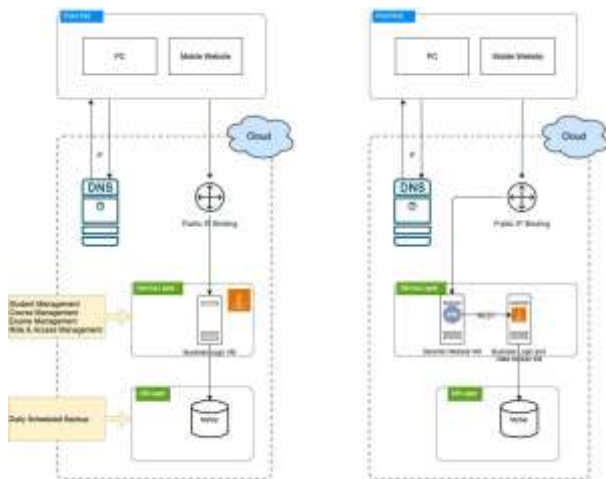 Front End
PC
Mobile Website
Cloud
IP
DNS
Public IP Binding
Student Management
Course Management
Exams Management
Role & Access Management
Service Layer
Business Logic VM
Daily Scheduled Backup
DB Layer
MySql
Front End
PC
Mobile Website
Cloud
IP
DNS
Public IP Binding
Service Layer
Business Logic and
DB Layer
MySql